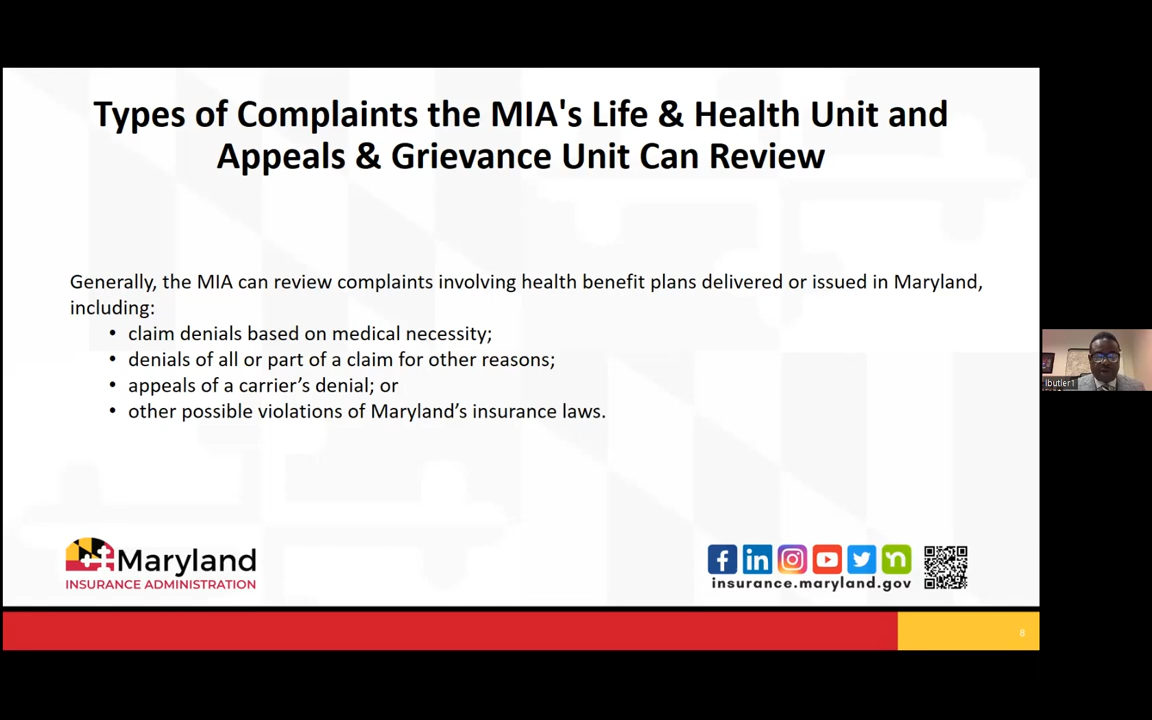 Types of Complaints the MIA's Life & Health Unit and
Appeals & Grievance Unit Can Review
Generally, the MIA can review complaints involving health benefit plans delivered or issued in Maryland,
including:
• claim denials based on medical necessity;
• denials of all or part of a claim for other reasons;
• appeals of a carrier’s denial; or
• other possible violations of Maryland’s insurance laws.
lbutler1
Maryland
INSURANCE ADMINISTRATION
insurance.maryland.gov
8